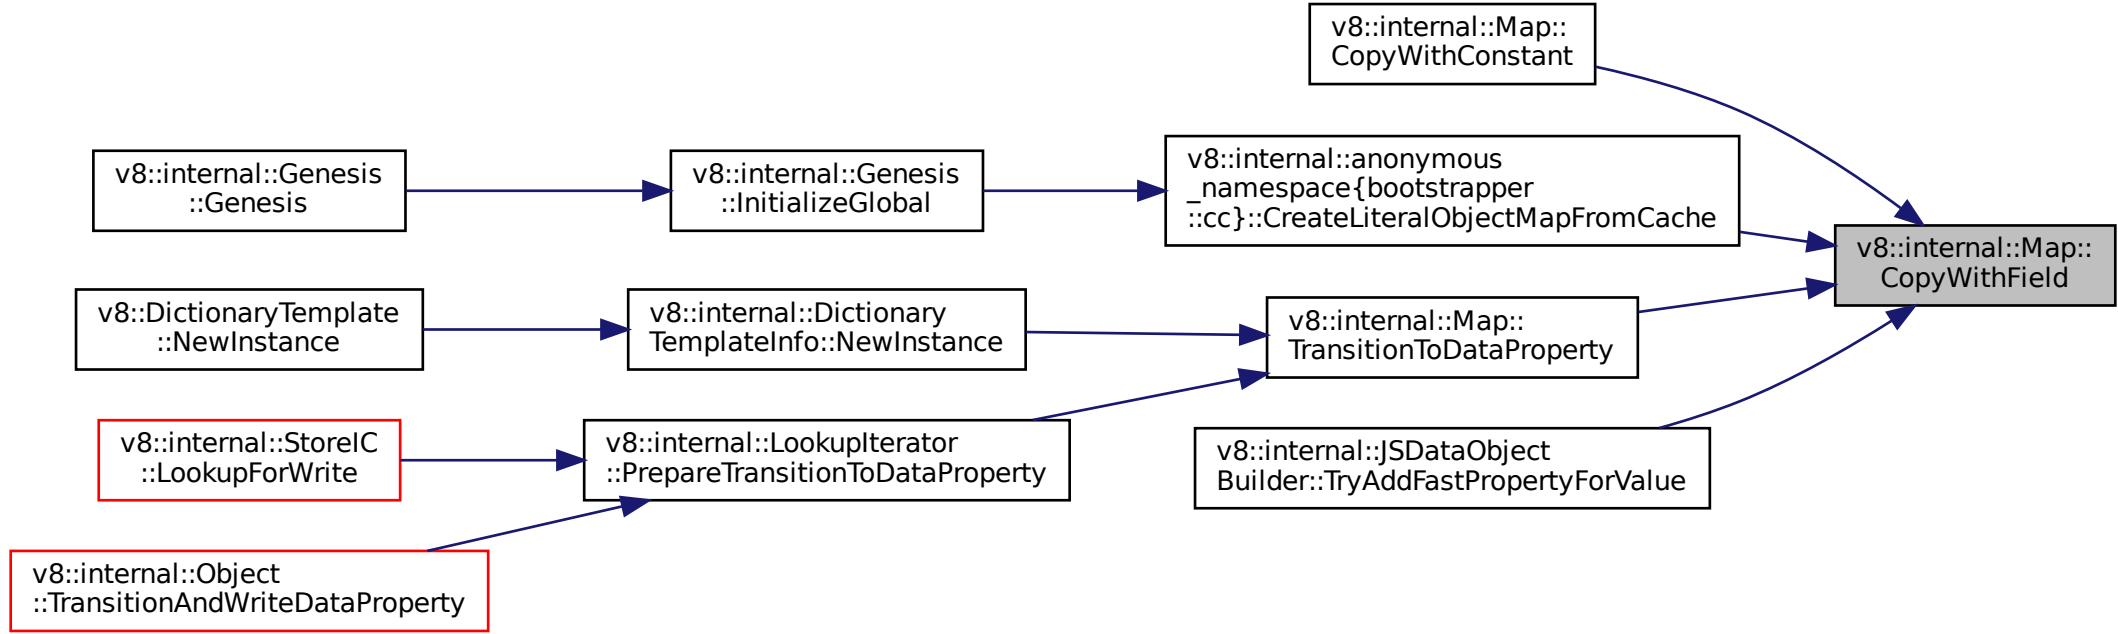 v8::internal::Map::
CopyWithConstant
v8::internal::anonymous
_namespace{bootstrapper
::cc}::CreateLiteralObjectMapFromCache
v8::internal::Genesis
::InitializeGlobal
v8::internal::Genesis
::Genesis
v8::internal::Map::
CopyWithField
v8::DictionaryTemplate
::NewInstance
v8::internal::Dictionary
TemplateInfo::NewInstance
v8::internal::Map::
TransitionToDataProperty
v8::internal::StoreIC
::LookupForWrite
v8::internal::LookupIterator
::PrepareTransitionToDataProperty
v8::internal::JSDataObject
Builder::TryAddFastPropertyForValue
v8::internal::Object
::TransitionAndWriteDataProperty